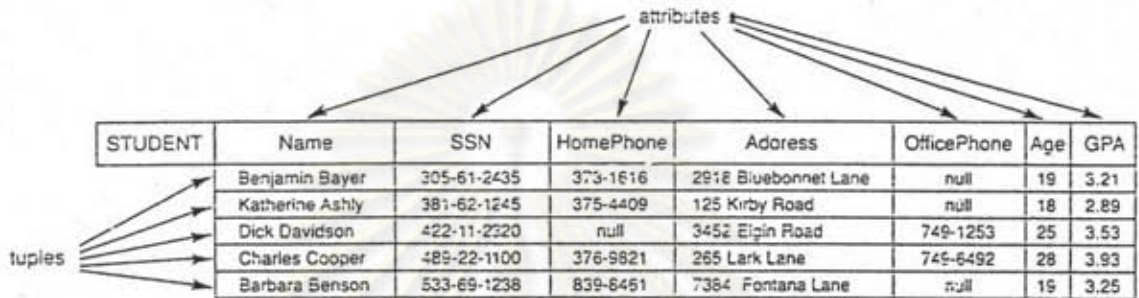 attributes
STUDENT Name SSN HomePhone Address OfficePhone Age GPA
Benjamin Bayer 305-61-2435 373-1616 2918 Bluebonnet Lane null 19 3.21
Katherine Ashly 381-62-1245 375-4409 125 Kirby Road null 18 2.89
Dick Davidson 422-11-2320 null 3452 Elgin Road 749-1253 25 3.53
Charles Cooper 489-22-1100 376-9821 265 Lark Lane 749-6492 28 3.93
Barbara Benson 533-69-1238 839-8461 7384 Fontana Lane null 19 3.25
tuples